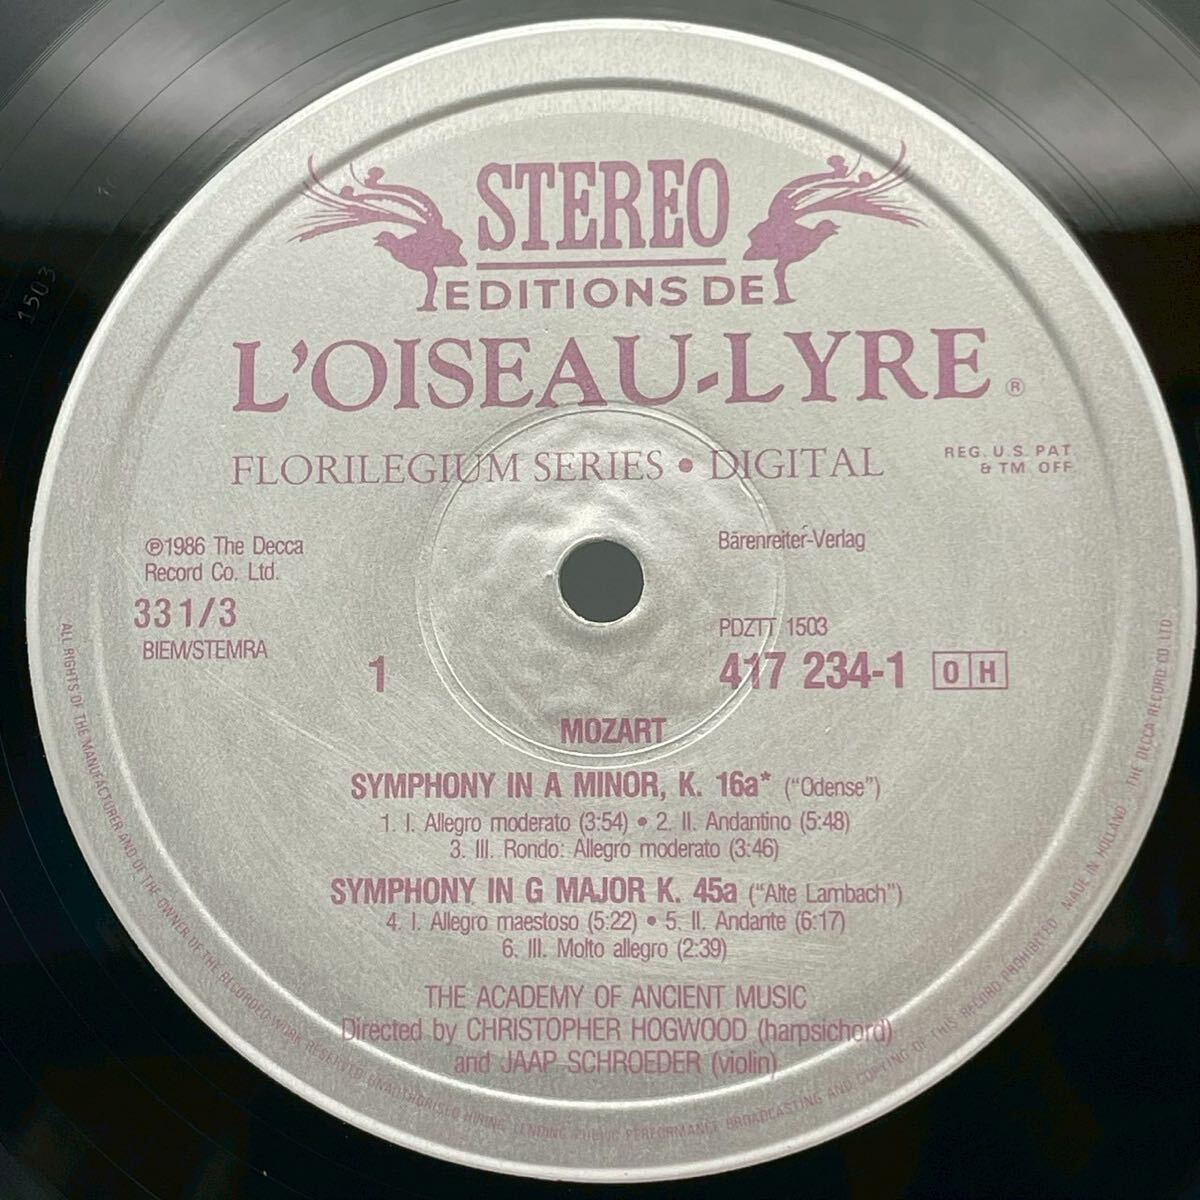 STEREO
EDITIONS DE
L'OISEAU-LYRE ®
FLORILEGIUM SERIES • DIGITAL
REG. U.S. PAT.
& TM OFF.
℗1986 The Decca
Record Co. Ltd.
33 1/3
BIEM/STEMRA
1
Bärenreiter-Verlag
PDZTT 1503
417 234-1 O H
MOZART
SYMPHONY IN A MINOR, K. 16a* ("Odense")
1. I. Allegro moderato (3:54) • 2. II. Andantino (5:48)
3. III. Rondo: Allegro moderato (3:46)
SYMPHONY IN G MAJOR K. 45a ("Alte Lambach")
4. I. Allegro maestoso (5:22) • 5. II. Andante (6:17)
6. III. Molto allegro (2:39)
THE ACADEMY OF ANCIENT MUSIC
Directed by CHRISTOPHER HOGWOOD (harpsichord)
and JAAP SCHROEDER (violin)
ALL RIGHTS OF THE MANUFACTURER AND OF THE OWNER OF THE RECORDED WORK RESERVED UNAUTHORISED HIRING, LENDING, PUBLIC PERFORMANCE, BROADCASTING AND COPYING OF THIS RECORD PROHIBITED MADE IN HOLLAND THE DECCA RECORD CO. LTD.
1503